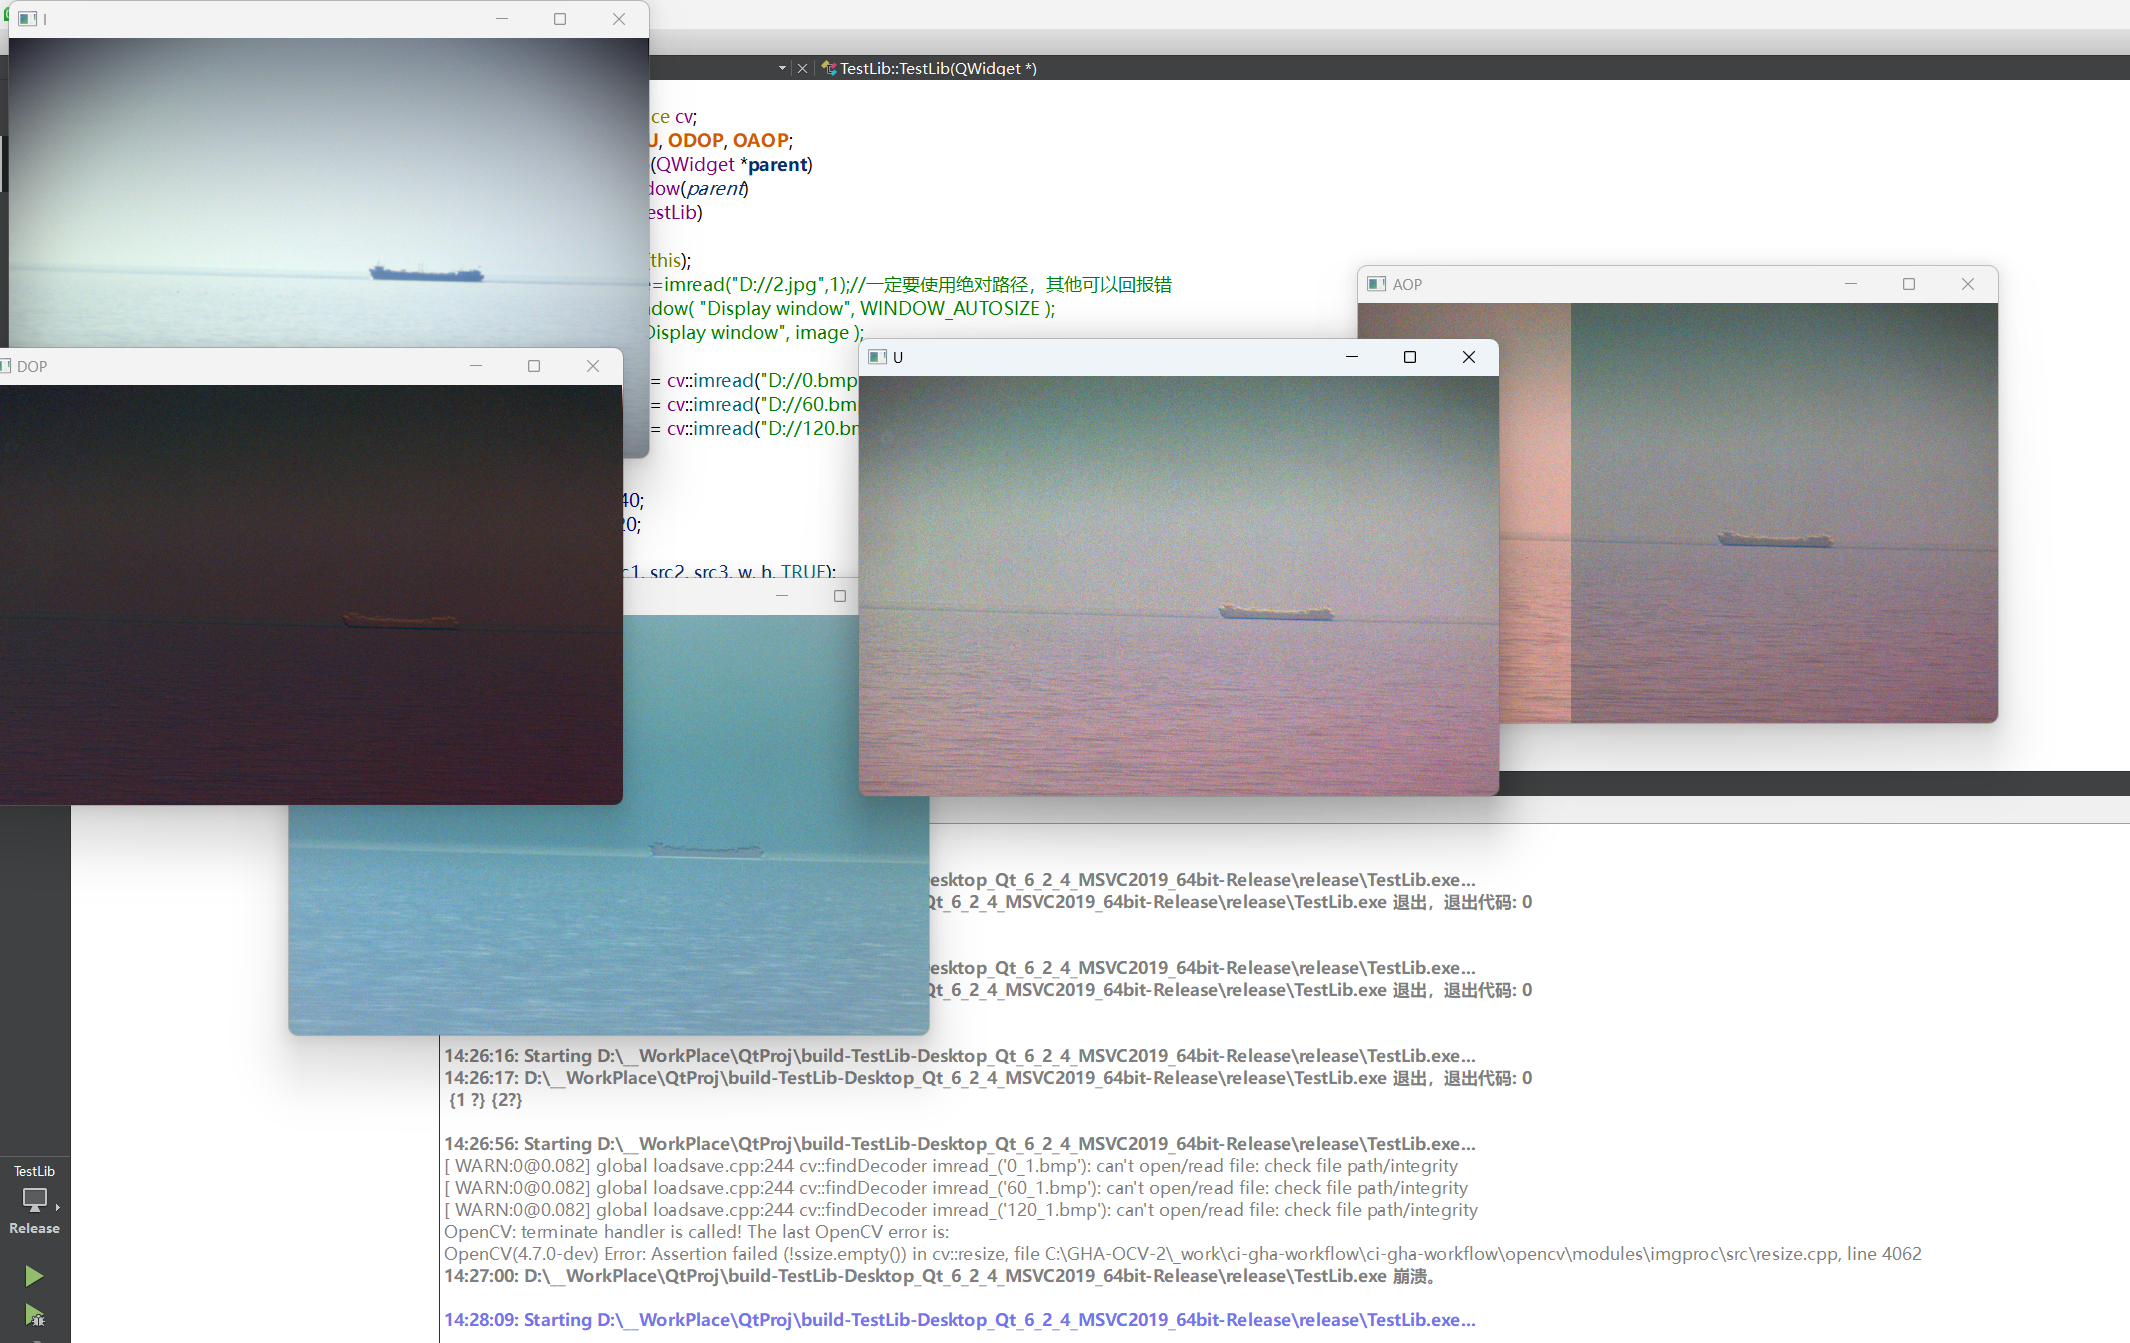 I
TestLib::TestLib(QWidget *)
ce cv;
U, ODOP, OAOP;
(QWidget *parent)
dow(parent)
estLib)
(this);
e=imread("D://2.jpg",1);//一定要使用绝对路径，其他可以回报错
dow( "Display window", WINDOW_AUTOSIZE );
Display window", image );
AOP
U
DOP
= cv::imread("D://0.bmp
= cv::imread("D://60.bm
= cv::imread("D://120.bm
40;
20;
c1, src2, src3, w, h, TRUE);
esktop_Qt_6_2_4_MSVC2019_64bit-Release\release\TestLib.exe...
Qt_6_2_4_MSVC2019_64bit-Release\release\TestLib.exe 退出，退出代码: 0
esktop_Qt_6_2_4_MSVC2019_64bit-Release\release\TestLib.exe...
Qt_6_2_4_MSVC2019_64bit-Release\release\TestLib.exe 退出，退出代码: 0
14:26:16: Starting D:\__WorkPlace\QtProj\build-TestLib-Desktop_Qt_6_2_4_MSVC2019_64bit-Release\release\TestLib.exe...
14:26:17: D:\__WorkPlace\QtProj\build-TestLib-Desktop_Qt_6_2_4_MSVC2019_64bit-Release\release\TestLib.exe 退出，退出代码: 0
{1 ?} {2?}
14:26:56: Starting D:\__WorkPlace\QtProj\build-TestLib-Desktop_Qt_6_2_4_MSVC2019_64bit-Release\release\TestLib.exe...
[ WARN:0@0.082] global loadsave.cpp:244 cv::findDecoder imread_('0_1.bmp'): can't open/read file: check file path/integrity
[ WARN:0@0.082] global loadsave.cpp:244 cv::findDecoder imread_('60_1.bmp'): can't open/read file: check file path/integrity
[ WARN:0@0.082] global loadsave.cpp:244 cv::findDecoder imread_('120_1.bmp'): can't open/read file: check file path/integrity
OpenCV: terminate handler is called! The last OpenCV error is:
OpenCV(4.7.0-dev) Error: Assertion failed (!ssize.empty()) in cv::resize, file C:\GHA-OCV-2\_work\ci-gha-workflow\ci-gha-workflow\opencv\modules\imgproc\src\resize.cpp, line 4062
14:27:00: D:\__WorkPlace\QtProj\build-TestLib-Desktop_Qt_6_2_4_MSVC2019_64bit-Release\release\TestLib.exe 崩溃。
14:28:09: Starting D:\__WorkPlace\QtProj\build-TestLib-Desktop_Qt_6_2_4_MSVC2019_64bit-Release\release\TestLib.exe...
TestLib
Release